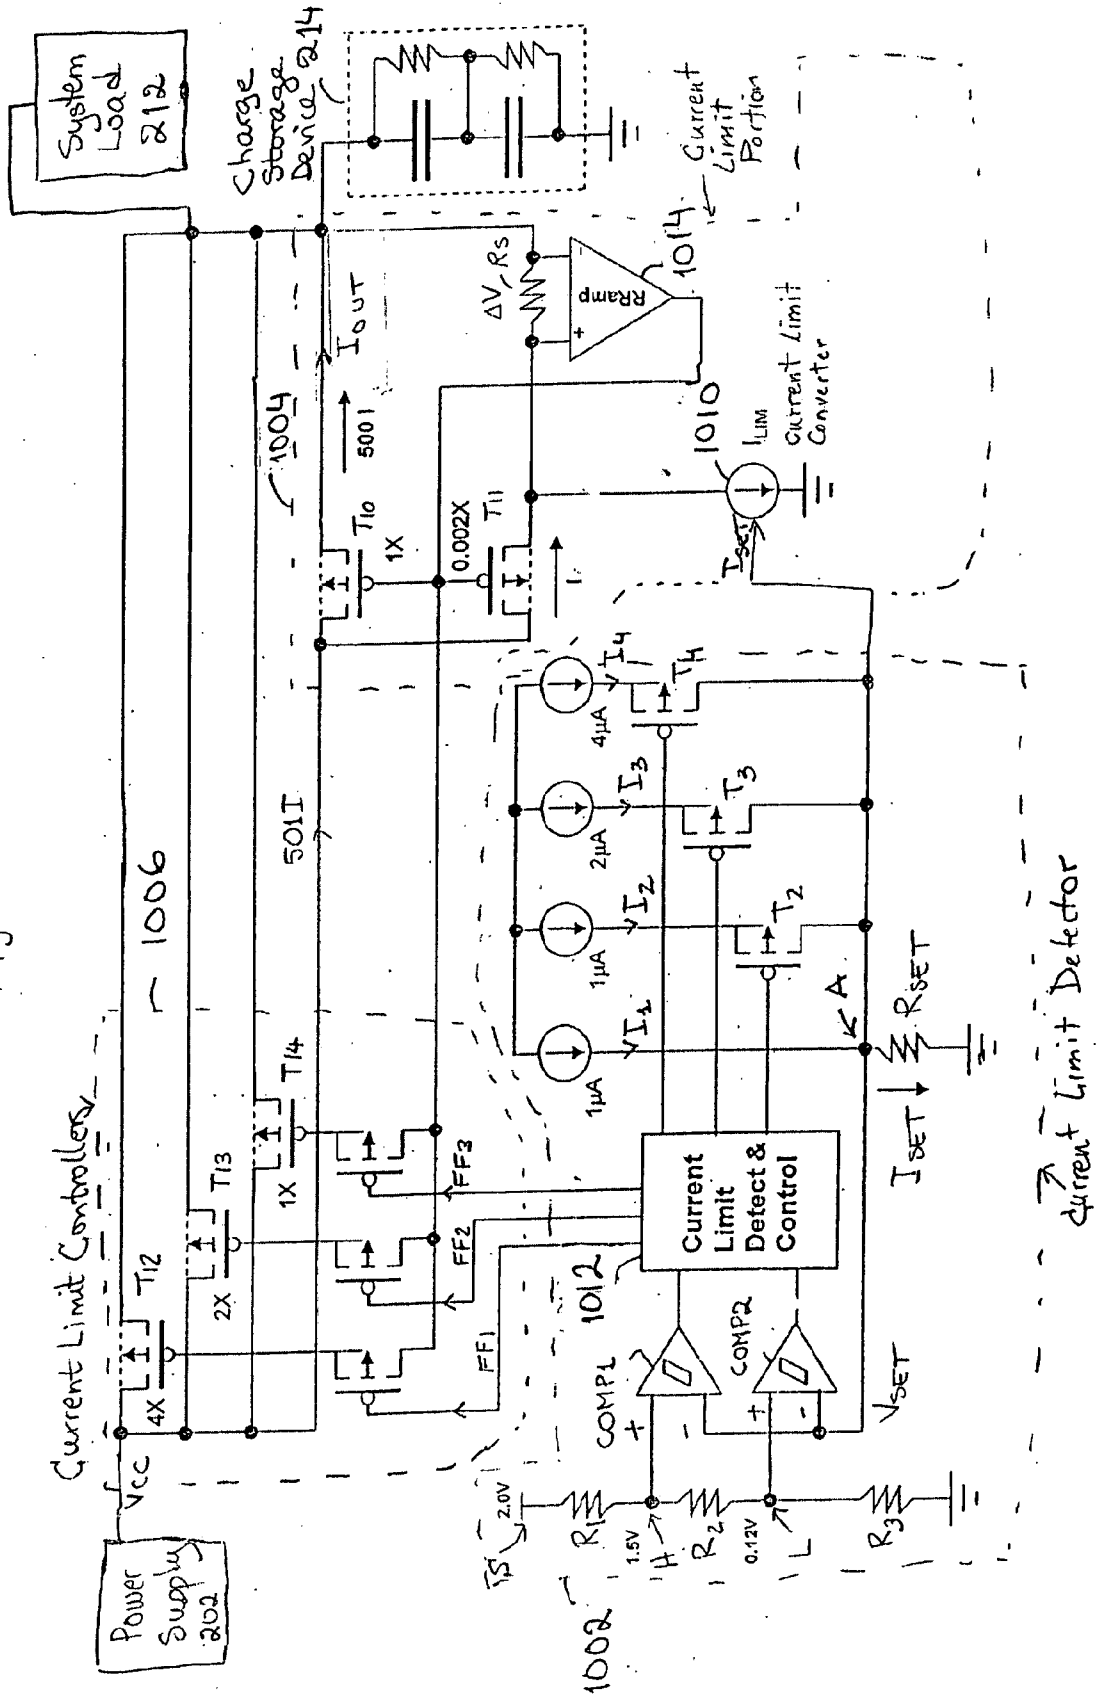 Power
Supply
202
VCC
Current Limit Controllers
1006
System
Load
212
Charge
Storage
Device 214
T12
4X
T13
2X
T14
1X
501I
1004
IOUT
500I
T10
1X
0.002X
T11
I
ΔV, RS
+
-
RRamp
1014
Current
Limit
Portion
1010
ILIM
Current Limit
Converter
ISET
FF1
FF2
FF3
1012
Current
Limit
Detect &
Control
1µA
I1
1µA
I2
2µA
I3
4µA
I4
T2
T3
T4
COMP1
+
-
COMP2
+
-
VSET
TS
2.0V
R1
1.5V
H
R2
0.12V
L
R3
1002
A
RSET
ISET
Current Limit Detector